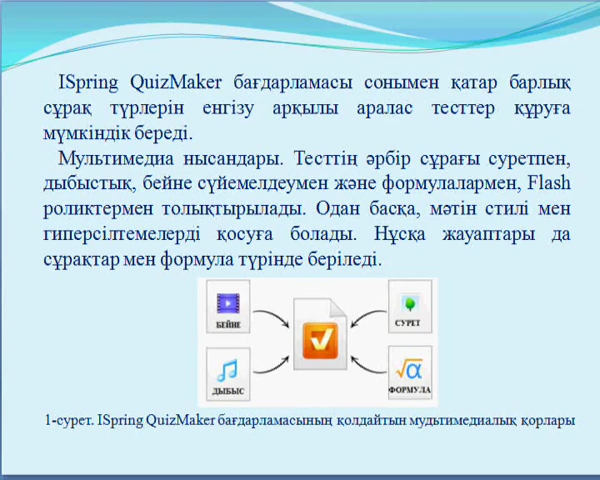 ISpring QuizMaker бағдарламасы сонымен қатар барлық
сұрақ түрлерін енгізу арқылы аралас тесттер құруға
мүмкіндік береді.
Мультимедиа нысандары. Тесттің әрбір сұрағы суретпен,
дыбыстық, бейне сүйемелдеумен және формулалармен, Flash
роликтермен толықтырылады. Одан басқа, мәтін стилі мен
гиперсілтемелерді қосуға болады. Нұсқа жауаптары да
сұрақтар мен формула түрінде беріледі.
БЕЙНЕ
СУРЕТ
ДЫБЫС
√α
ФОРМУЛА
1-сурет. ISpring QuizMaker бағдарламасының қолдайтын мудьтимедиалық қорлары